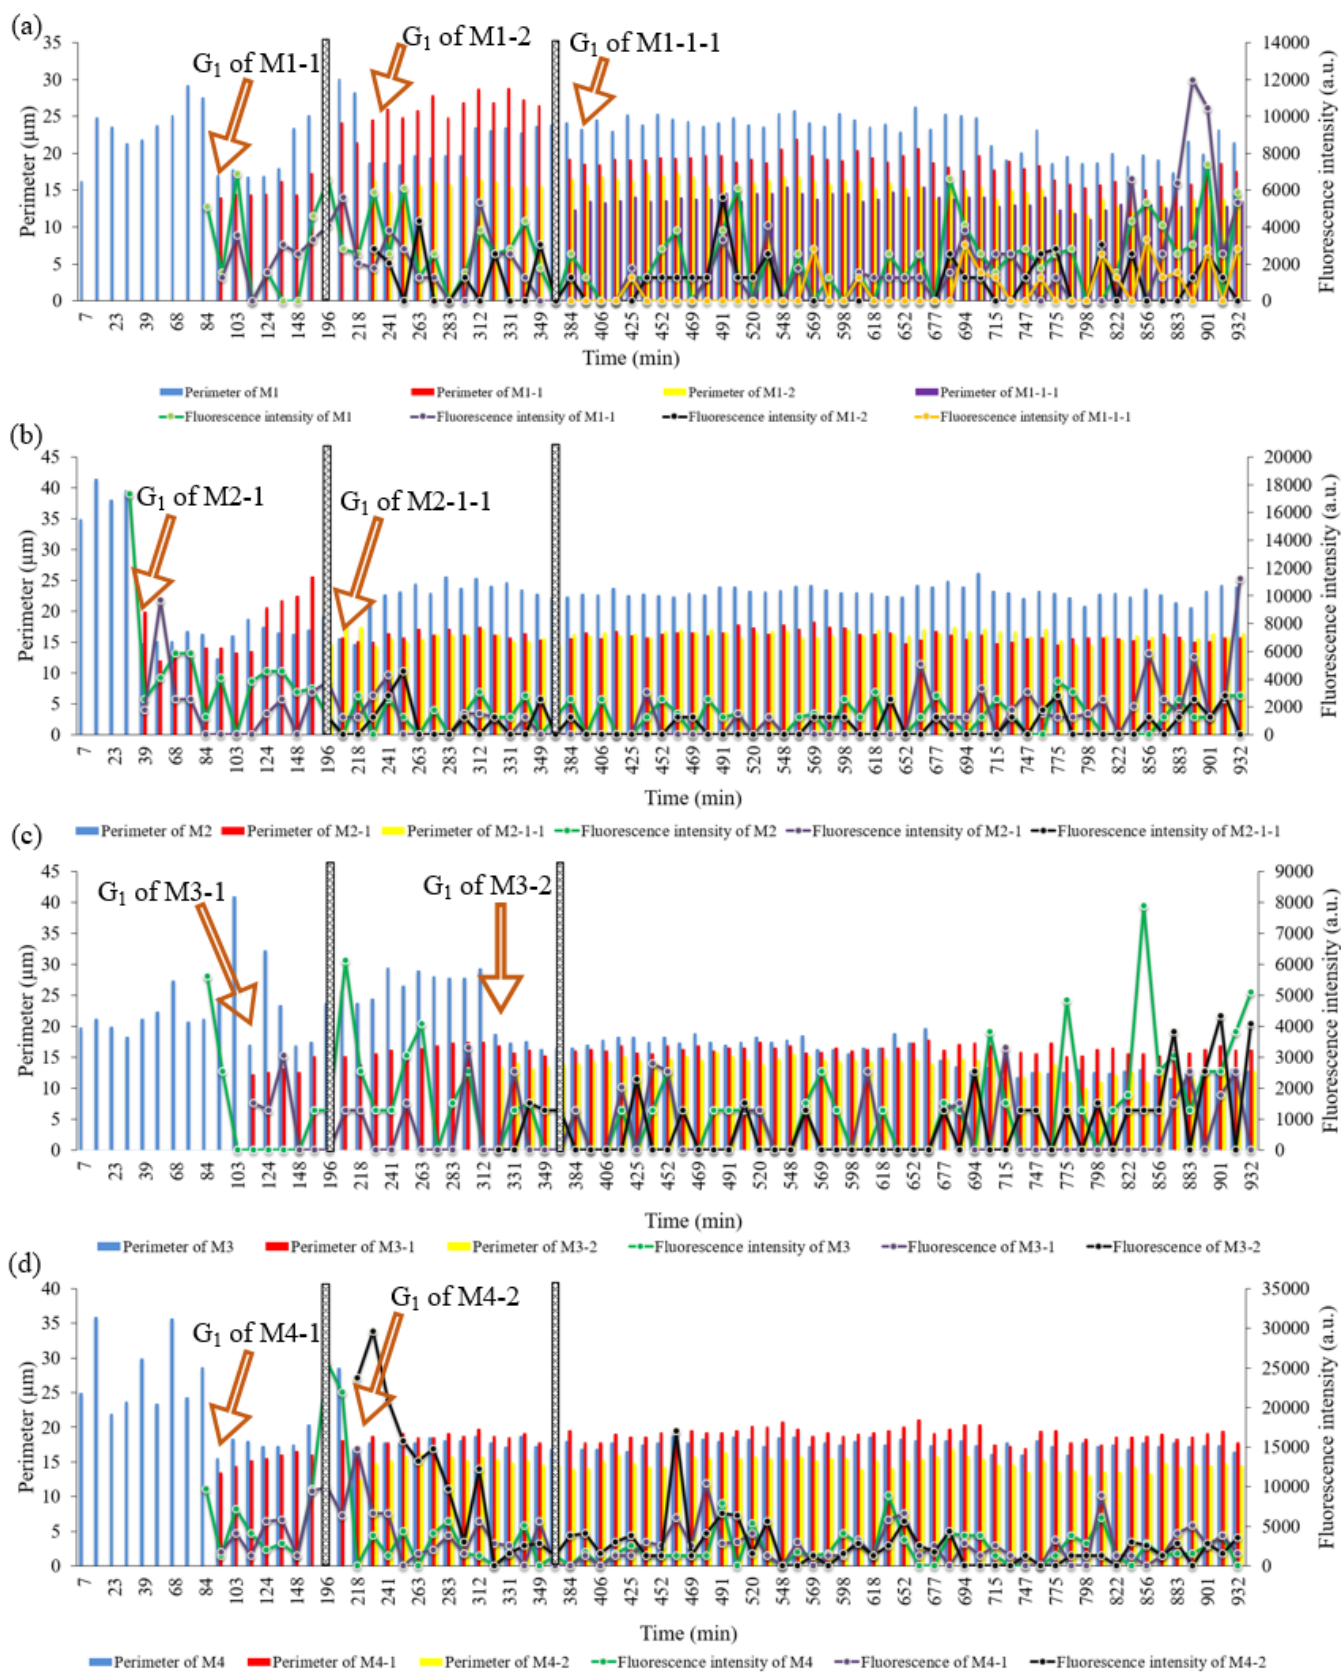 (a)
G₁ of M1-1
G₁ of M1-2
G₁ of M1-1-1
Perimeter (μm)
35
30
25
20
15
10
5
0
14000
12000
10000
8000
6000
4000
2000
0
Fluorescence intensity (a.u.)
7 23 39 68 84 103 124 148 196 218 241 263 283 312 331 349 384 406 425 452 469 491 520 548 569 598 618 652 677 694 715 747 775 798 822 856 883 901 932
Time (min)
Perimeter of M1 Perimeter of M1-1 Perimeter of M1-2 Perimeter of M1-1-1
Fluorescence intensity of M1 Fluorescence intensity of M1-1 Fluorescence intensity of M1-2 Fluorescence intensity of M1-1-1
(b)
G₁ of M2-1
G₁ of M2-1-1
Perimeter (μm)
45
40
35
30
25
20
15
10
5
0
20000
18000
16000
14000
12000
10000
8000
6000
4000
2000
0
Fluorescence intensity (a.u.)
7 23 39 68 84 103 124 148 196 218 241 263 283 312 331 349 384 406 425 452 469 491 520 548 569 598 618 652 677 694 715 747 775 798 822 856 883 901 932
Time (min)
Perimeter of M2 Perimeter of M2-1 Perimeter of M2-1-1 Fluorescence intensity of M2 Fluorescence intensity of M2-1 Fluorescence intensity of M2-1-1
(c)
G₁ of M3-1
G₁ of M3-2
Perimeter (μm)
45
40
35
30
25
20
15
10
5
0
9000
8000
7000
6000
5000
4000
3000
2000
1000
0
Fluorescence intensity (a.u.)
7 23 39 68 84 103 124 148 196 218 241 263 283 312 331 349 384 406 425 452 469 491 520 548 569 598 618 652 677 694 715 747 775 798 822 856 883 901 932
Time (min)
Perimeter of M3 Perimeter of M3-1 Perimeter of M3-2 Fluorescence intensity of M3 Fluorescence of M3-1 Fluorescence of M3-2
(d)
G₁ of M4-1
G₁ of M4-2
Perimeter (μm)
40
35
30
25
20
15
10
5
0
35000
30000
25000
20000
15000
10000
5000
0
Fluorescence intensity (a.u.)
7 23 39 68 84 103 124 148 196 218 241 263 283 312 331 349 384 406 425 452 469 491 520 548 569 598 618 652 677 694 715 747 775 798 822 856 883 901 932
Time (min)
Perimeter of M4 Perimeter of M4-1 Perimeter of M4-2 Fluorescence intensity of M4 Fluorescence of M4-1 Fluorescence intensity of M4-2